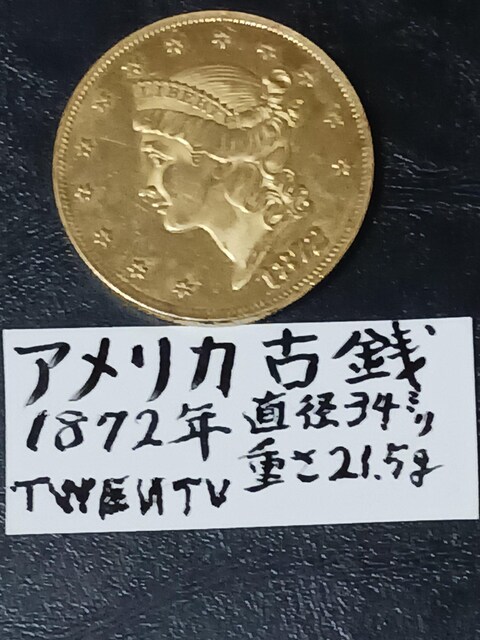 LIBERTY
1872
アメリカ古銭
1872年 直径34ミリ
TWENTV 重さ21.5g